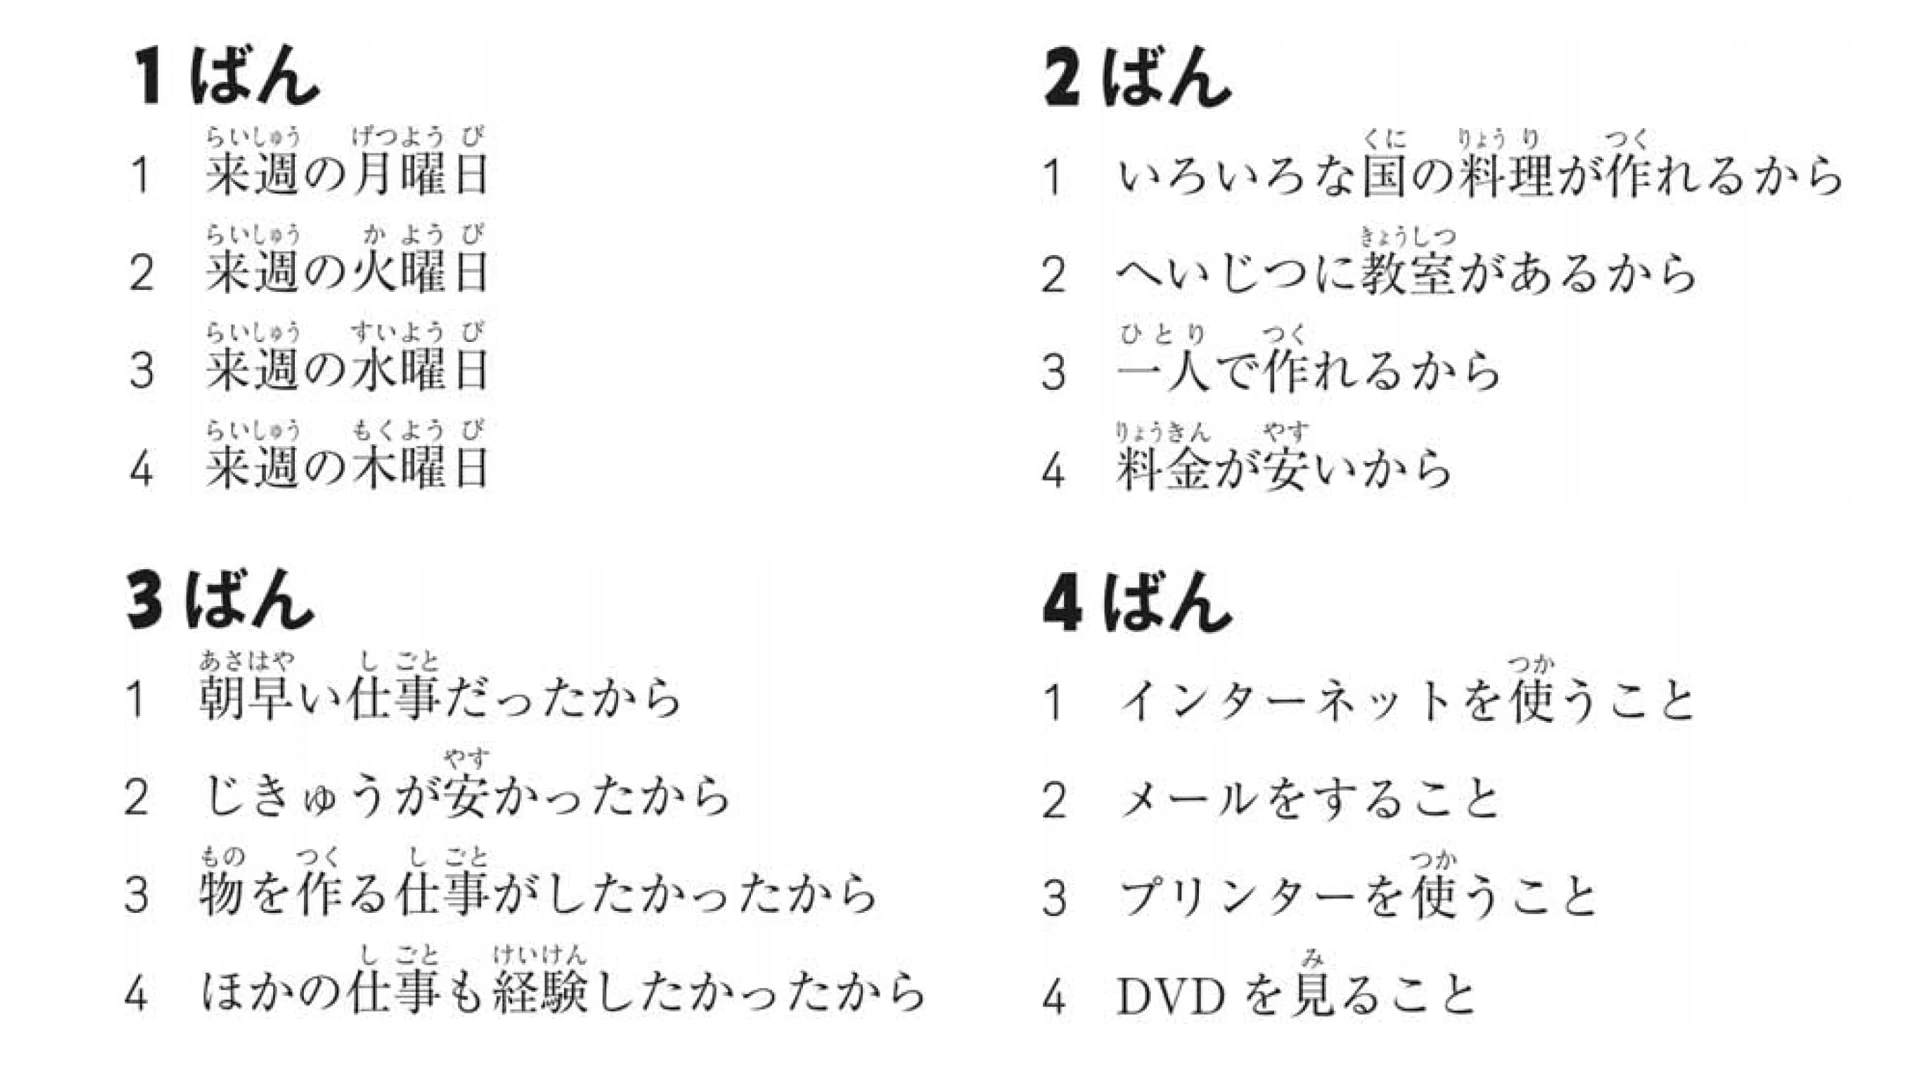 1ばん
らいしゅう げつようび
1 来週の月曜日
らいしゅう かようび
2 来週の火曜日
らいしゅう すいようび
3 来週の水曜日
らいしゅう もくようび
4 来週の木曜日
2ばん
くに りょうり つく
1 いろいろな国の料理が作れるから
きょうしつ
2 へいじつに教室があるから
ひとり つく
3 一人で作れるから
りょうきん やす
4 料金が安いから
3ばん
あさはや しごと
1 朝早い仕事だったから
やす
2 じきゅうが安かったから
もの つく しごと
3 物を作る仕事がしたかったから
しごと けいけん
4 ほかの仕事も経験したかったから
4ばん
つか
1 インターネットを使うこと
2 メールをすること
つか
3 プリンターを使うこと
み
4 DVDを見ること